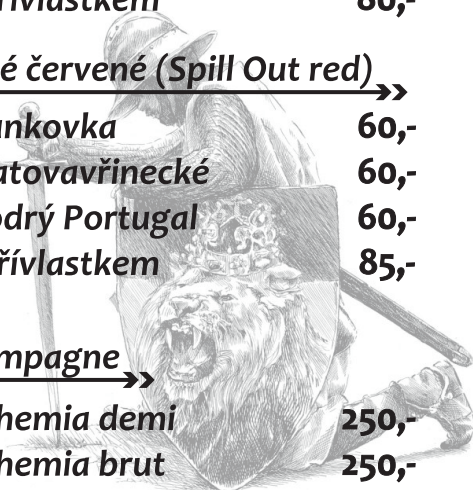 řívlastkem 80,-
é červené (Spill Out red)
ankovka 60,-
atovavřinecké 60,-
odrý Portugal 60,-
řívlastkem 85,-
mpagne
hemia demi 250,-
hemia brut 250,-